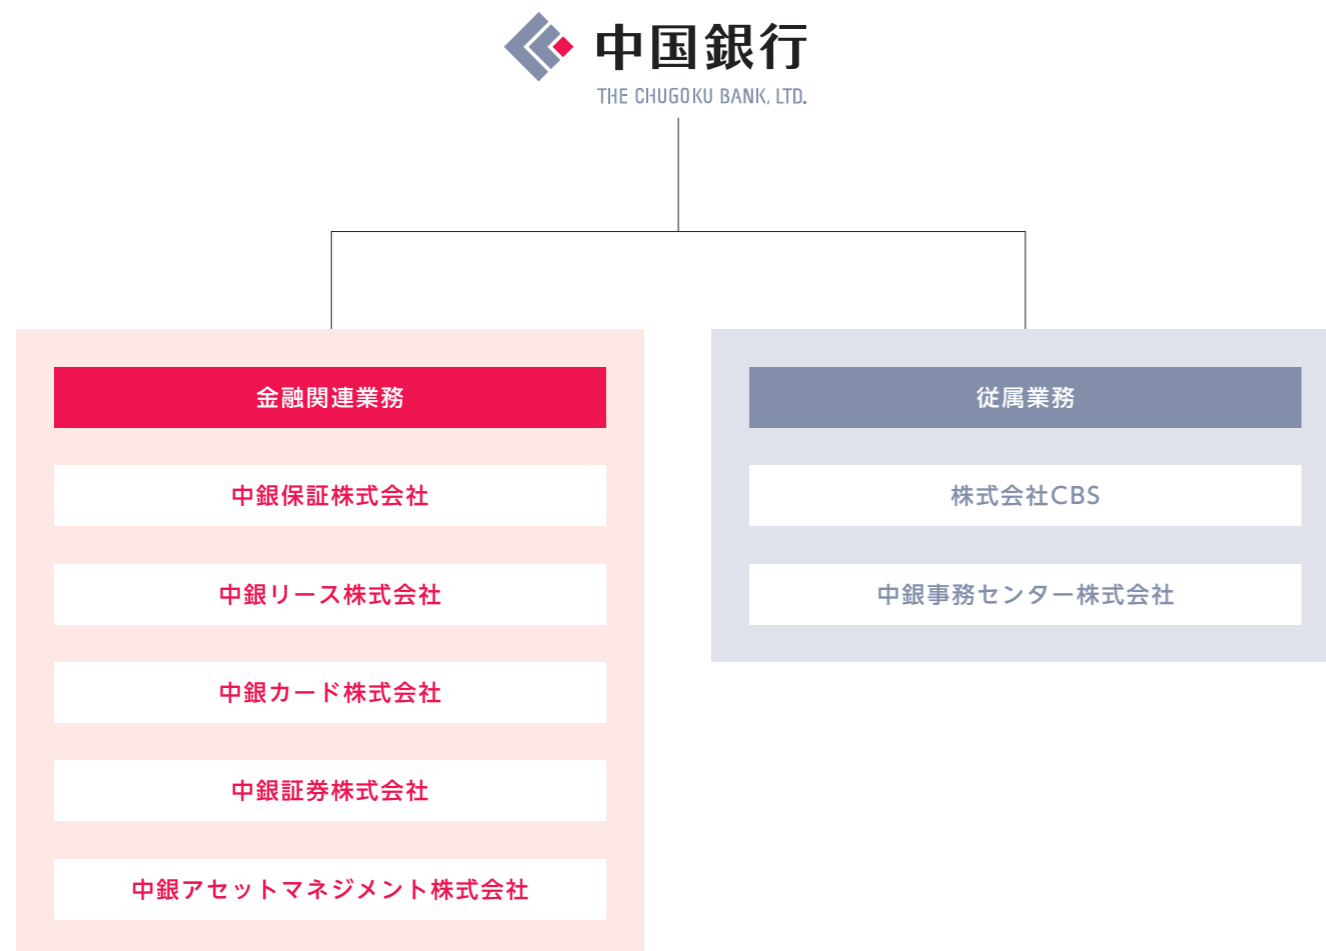 中国銀行
THE CHUGOKU BANK, LTD.
金融関連業務
中銀保証株式会社
中銀リース株式会社
中銀カード株式会社
中銀証券株式会社
中銀アセットマネジメント株式会社
従属業務
株式会社CBS
中銀事務センター株式会社